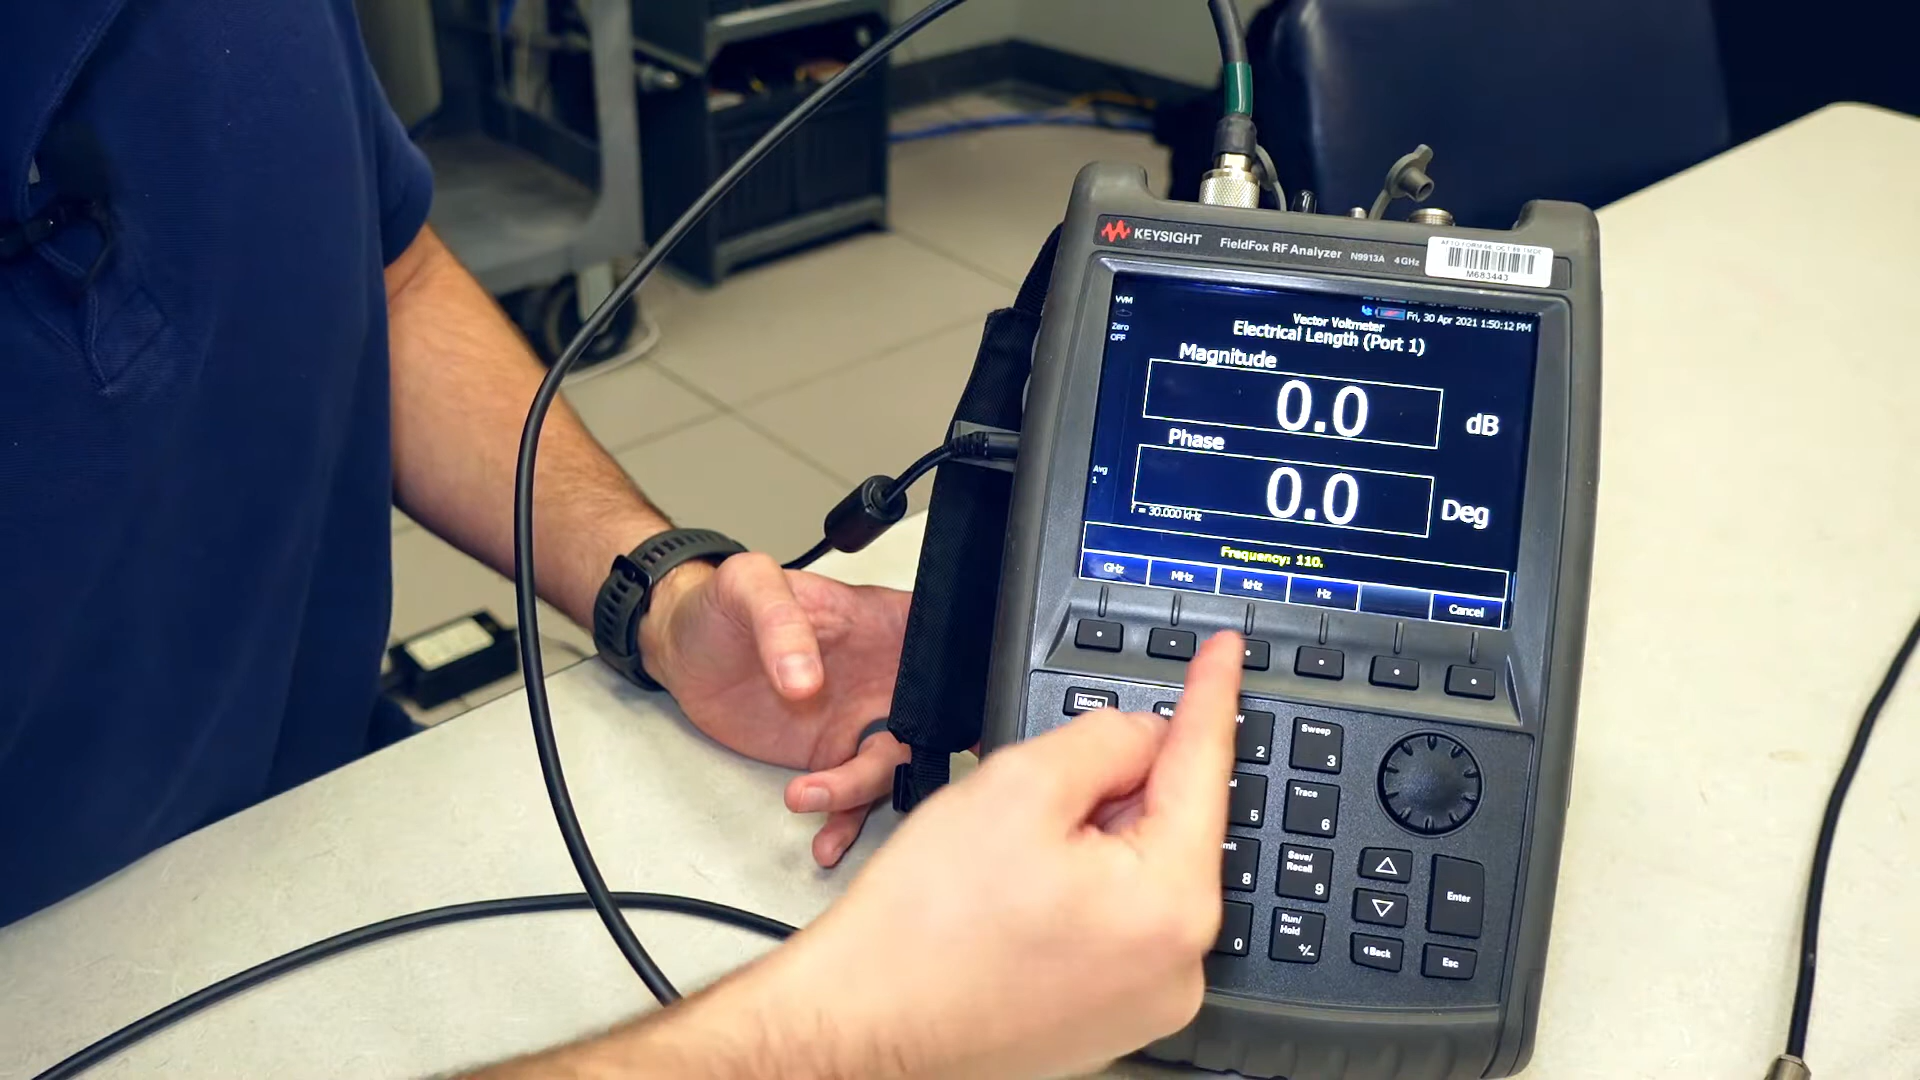 KEYSIGHT FieldFox RF Analyzer N9913A 4 GHz
M683443
VVM
Fri, 30 Apr 2021 1:50:12 PM
Zero
OFF
Vector Voltmeter
Electrical Length (Port 1)
Magnitude
0.0 dB
Phase
0.0 Deg
Avg
1
f = 30.000 kHz
Frequency: 110.
GHz MHz kHz Hz Cancel
Mode
2
Sweep
3
5
Trace
6
8
Save/
Recall
9
Enter
0
Run/
Hold
+/-
Back
Esc